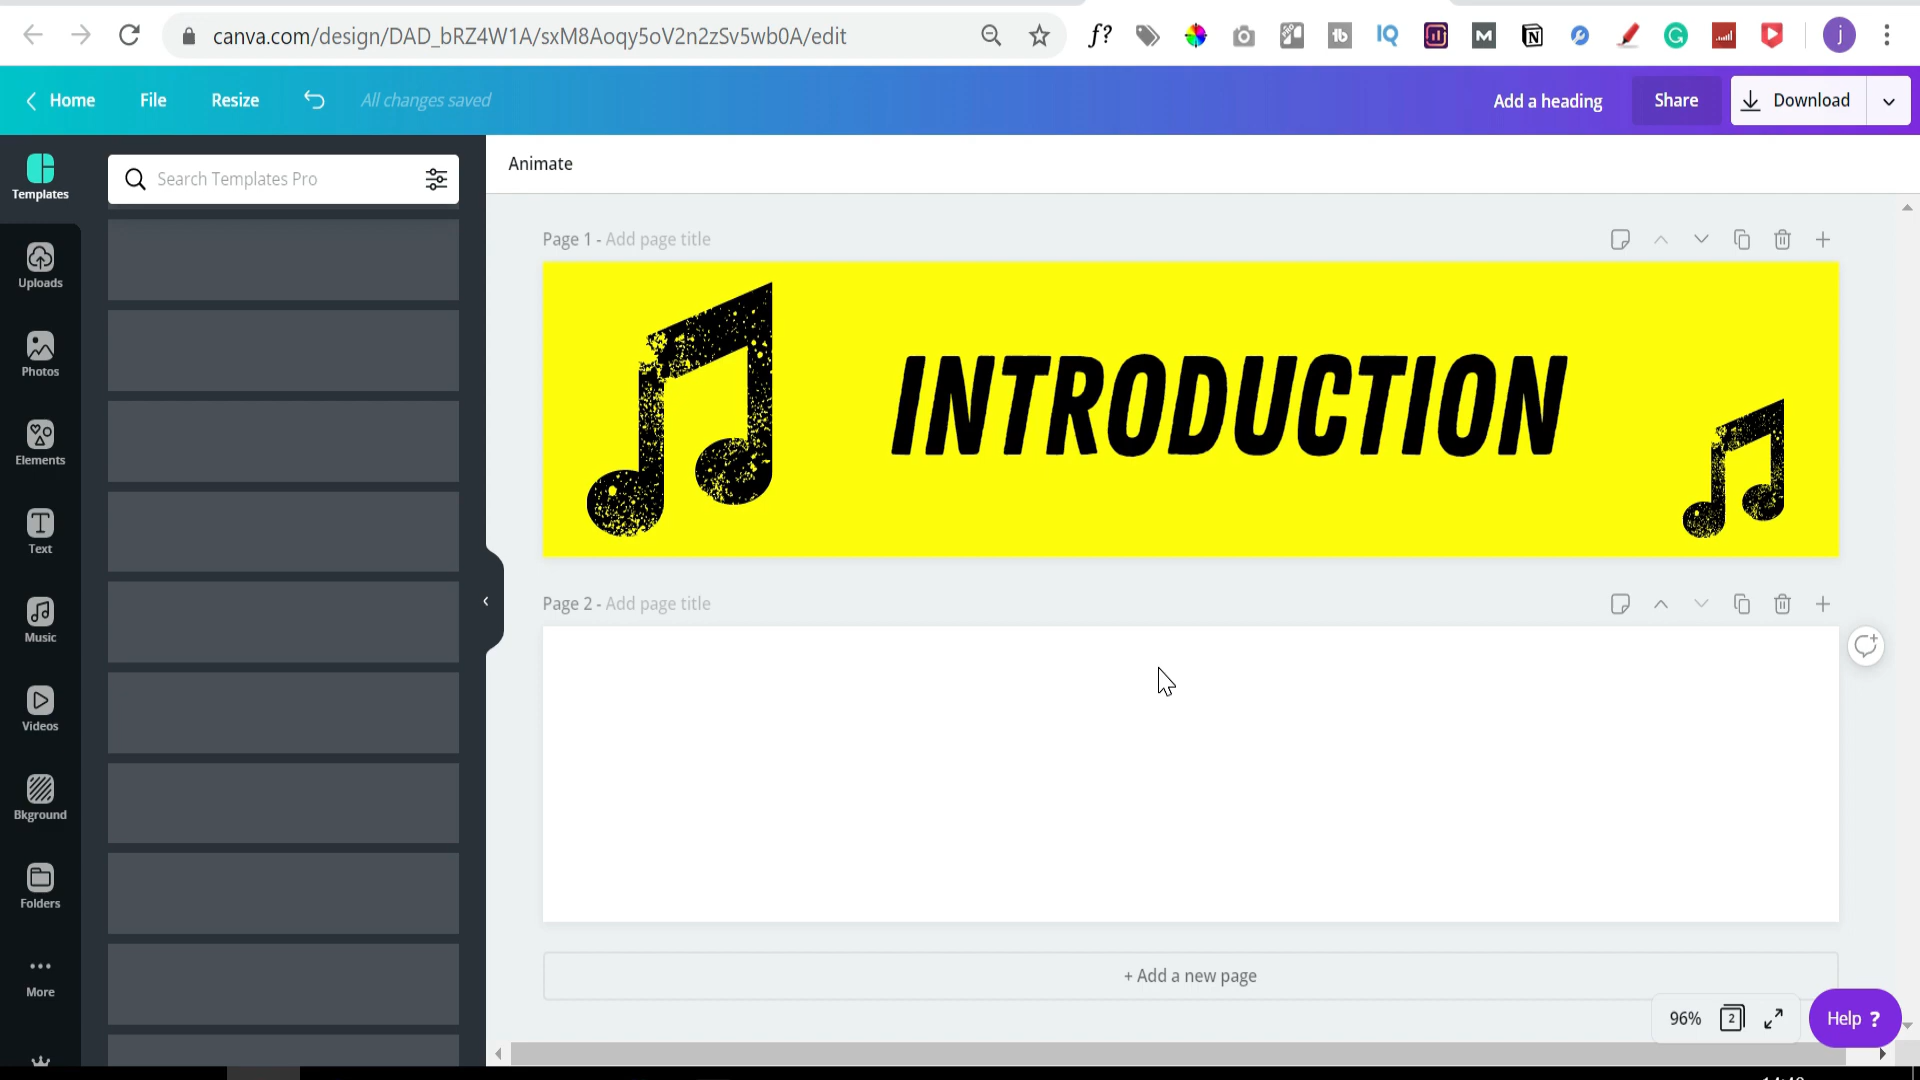 canva.com/design/DAD_bRZ4W1A/sxM8Aoqy5oV2n2zSv5wb0A/edit
f?
tb
IQ
M
N
G
j
Home
File
Resize
All changes saved
Add a heading
Share
Download
Templates
Search Templates Pro
Animate
Uploads
Page 1 - Add page title
Photos
INTRODUCTION
Elements
Text
Music
Page 2 - Add page title
Videos
Bkground
Folders
+ Add a new page
More
96%
2
Help ?